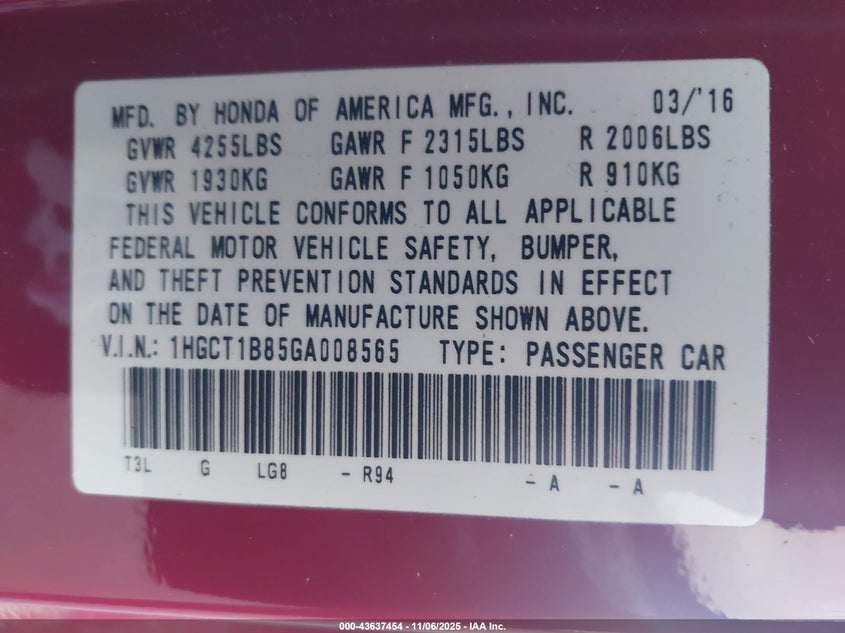 MFD. BY HONDA OF AMERICA MFG., INC. 03/'16
GVWR 4255LBS GAWR F 2315LBS R 2006LBS
GVWR 1930KG GAWR F 1050KG R 910KG
THIS VEHICLE CONFORMS TO ALL APPLICABLE
FEDERAL MOTOR VEHICLE SAFETY, BUMPER,
AND THEFT PREVENTION STANDARDS IN EFFECT
ON THE DATE OF MANUFACTURE SHOWN ABOVE.
V.I.N.: 1HGCT1B85GA008565 TYPE: PASSENGER CAR
T3L G LG8 - R94 - A - A
000-43637454 - 11/06/2025 - IAA Inc.